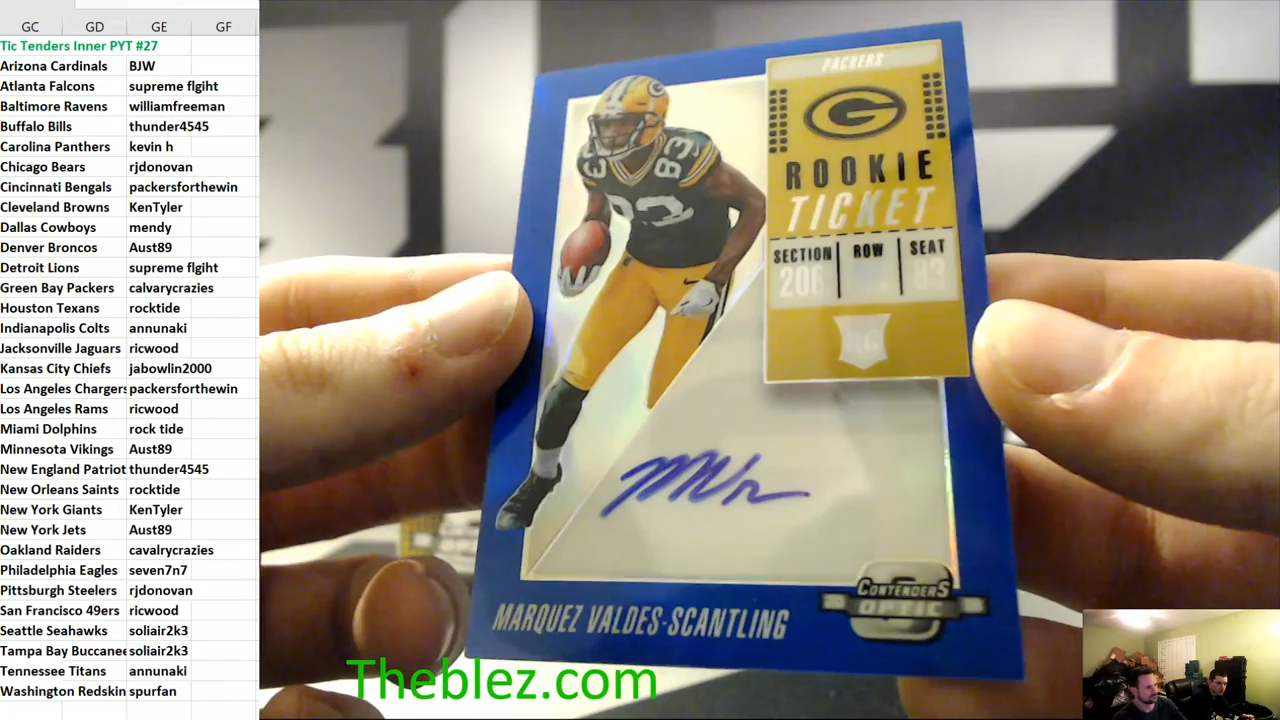 GC GD GE GF
Tic Tenders Inner PYT #27
Arizona Cardinals BJW
Atlanta Falcons supreme flgiht
Baltimore Ravens williamfreeman
Buffalo Bills thunder4545
Carolina Panthers kevin h
Chicago Bears rjdonovan
Cincinnati Bengals packersforthewin
Cleveland Browns KenTyler
Dallas Cowboys mendy
Denver Broncos Aust89
Detroit Lions supreme flgiht
Green Bay Packers calvarycrazies
Houston Texans rocktide
Indianapolis Colts annunaki
Jacksonville Jaguars ricwood
Kansas City Chiefs jabowlin2000
Los Angeles Chargers packersforthewin
Los Angeles Rams ricwood
Miami Dolphins rock tide
Minnesota Vikings Aust89
New England Patriot thunder4545
New Orleans Saints rocktide
New York Giants KenTyler
New York Jets Aust89
Oakland Raiders cavalrycrazies
Philadelphia Eagles seven7n7
Pittsburgh Steelers rjdonovan
San Francisco 49ers ricwood
Seattle Seahawks soliair2k3
Tampa Bay Buccanee soliair2k3
Tennessee Titans annunaki
Washington Redskin spurfan
PACKERS
G
ROOKIE
TICKET
SECTION ROW SEAT
206 83
RC
83
83
CONTENDERS
OPTIC
MARQUEZ VALDES-SCANTLING
Theblez.com